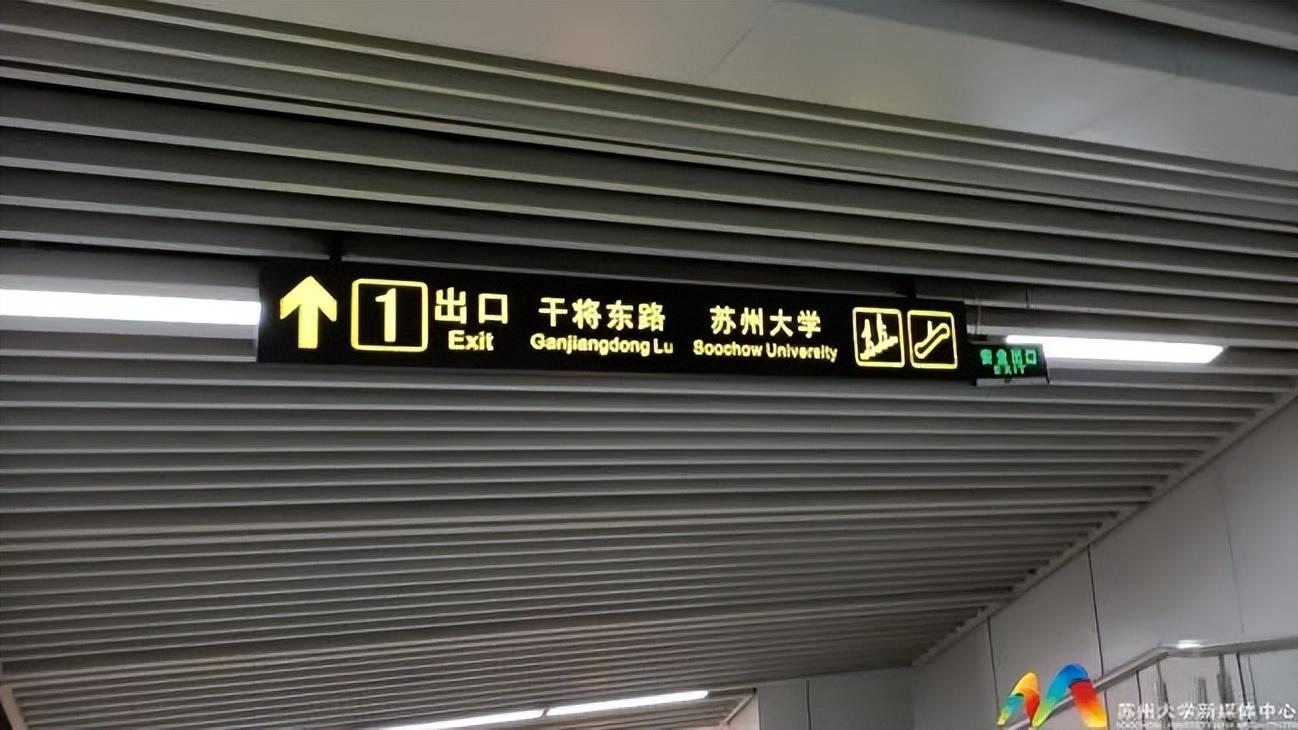 1 出口 干将东路 苏州大学
Exit Ganjiangdong Lu Soochow University
安全出口
EXIT
苏州大学新媒体中心